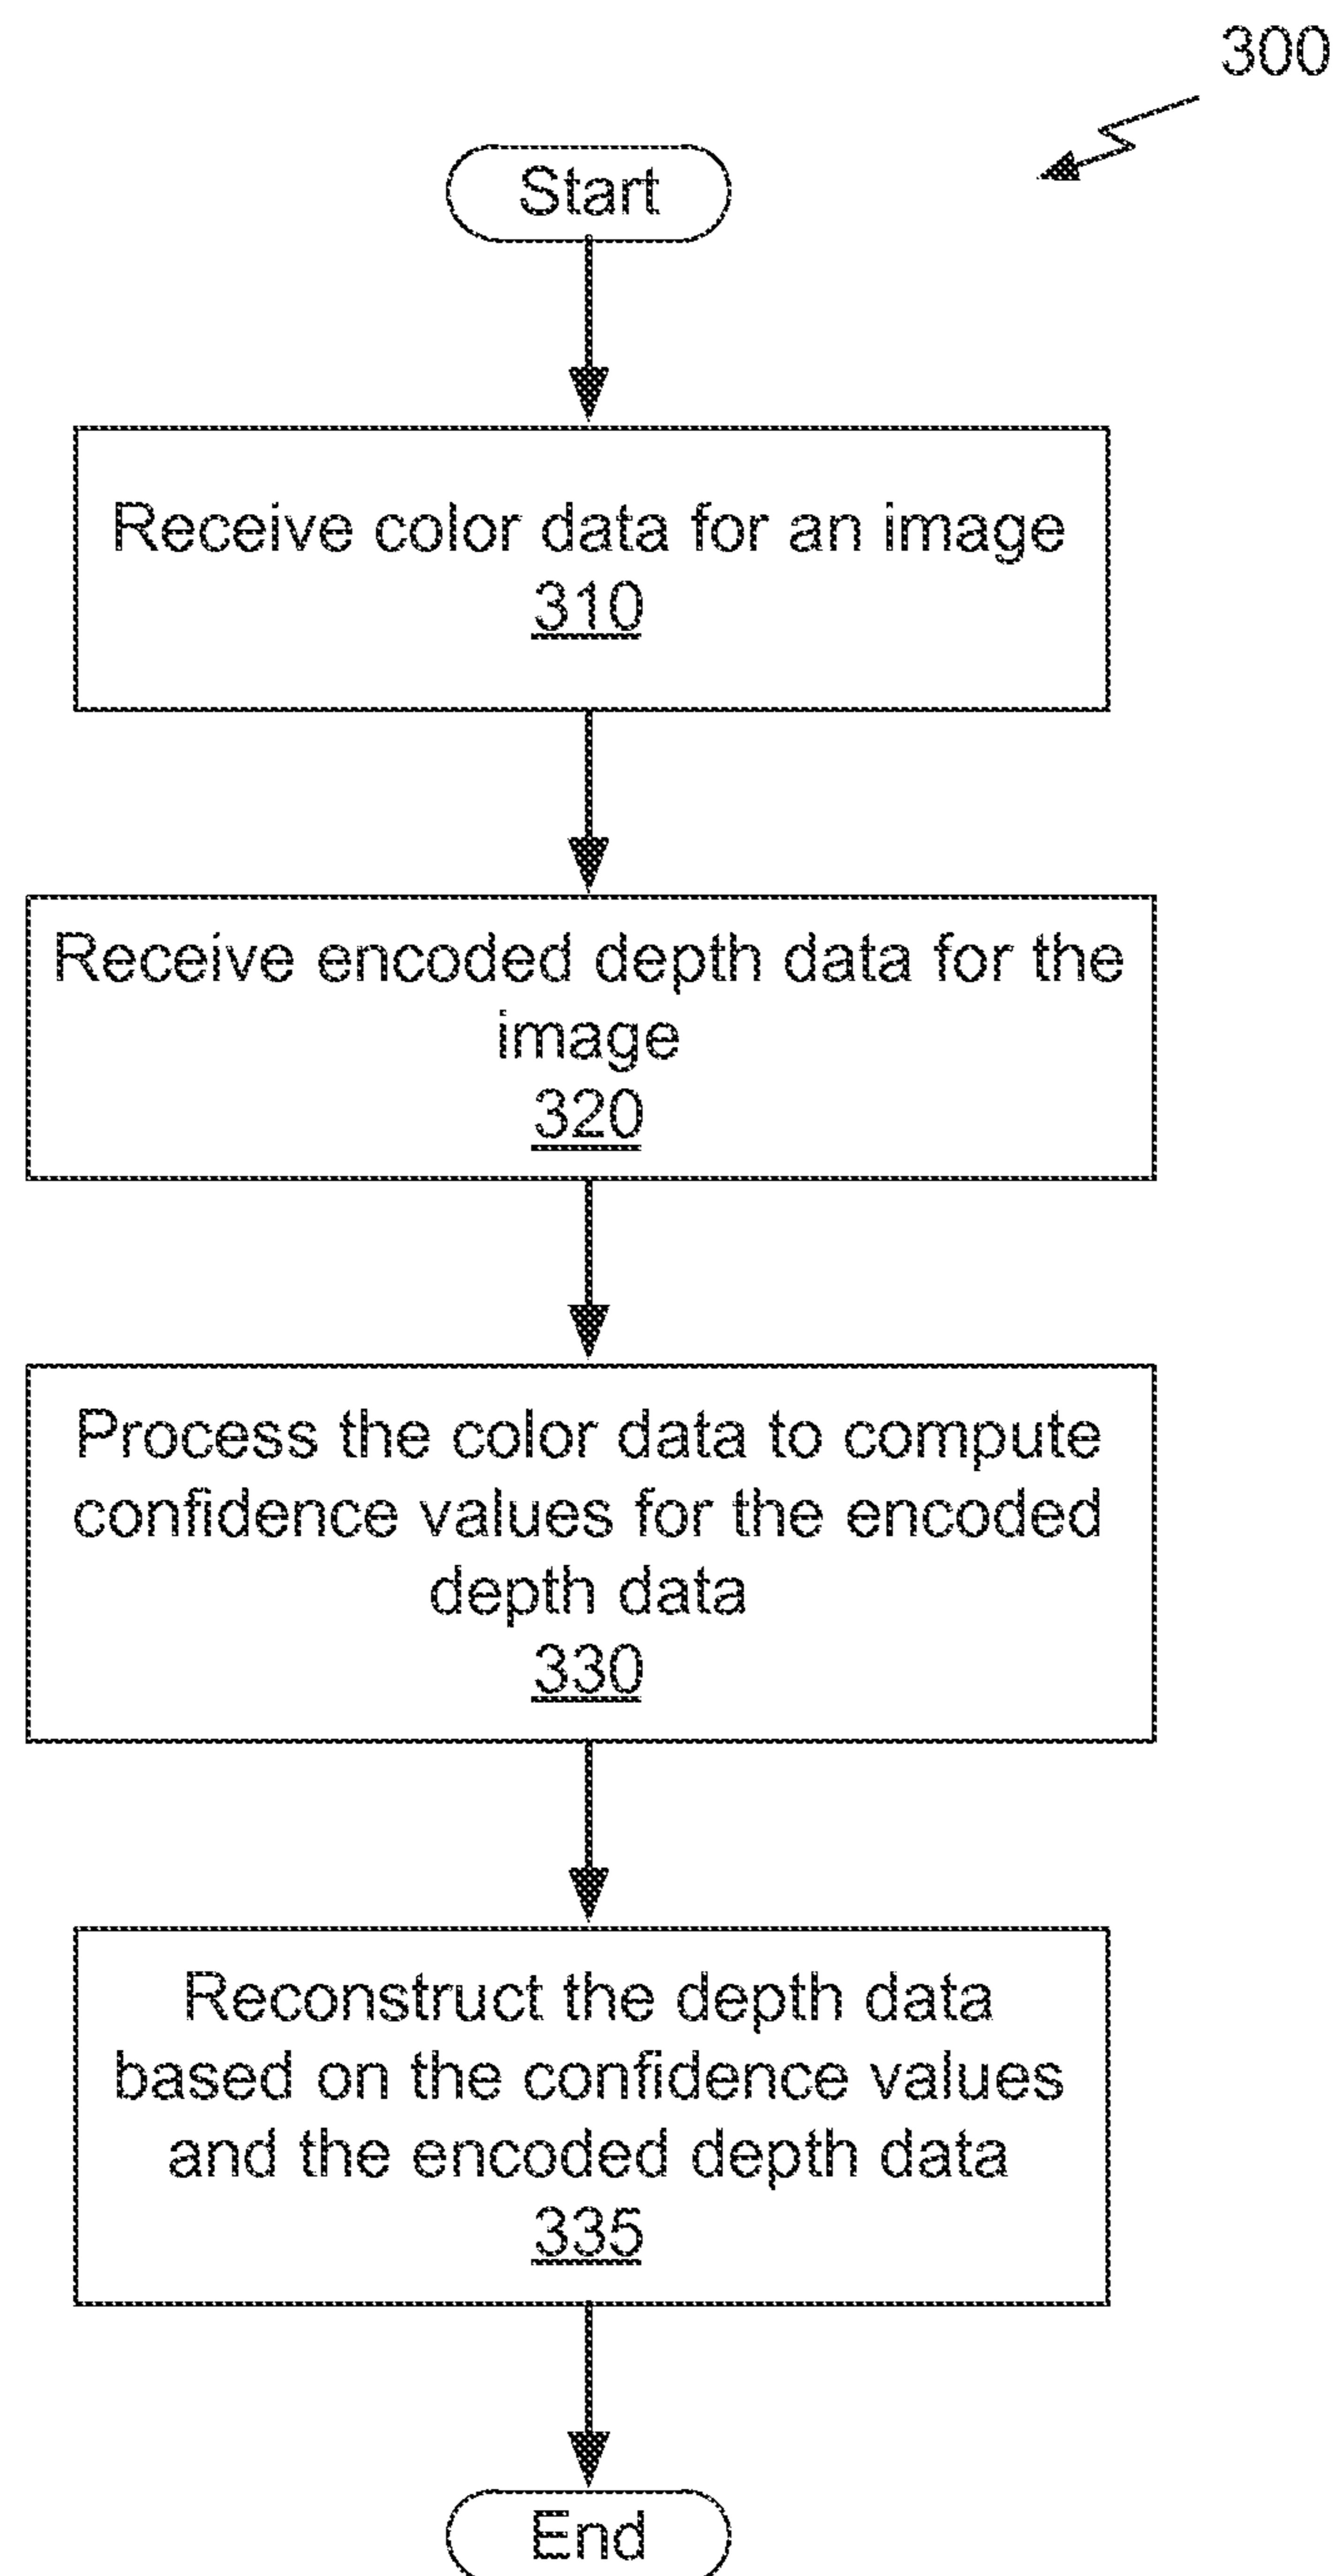 300
Start
Receive color data for an image
310
Receive encoded depth data for the
image
320
Process the color data to compute
confidence values for the encoded
depth data
330
Reconstruct the depth data
based on the confidence values
and the encoded depth data
335
End